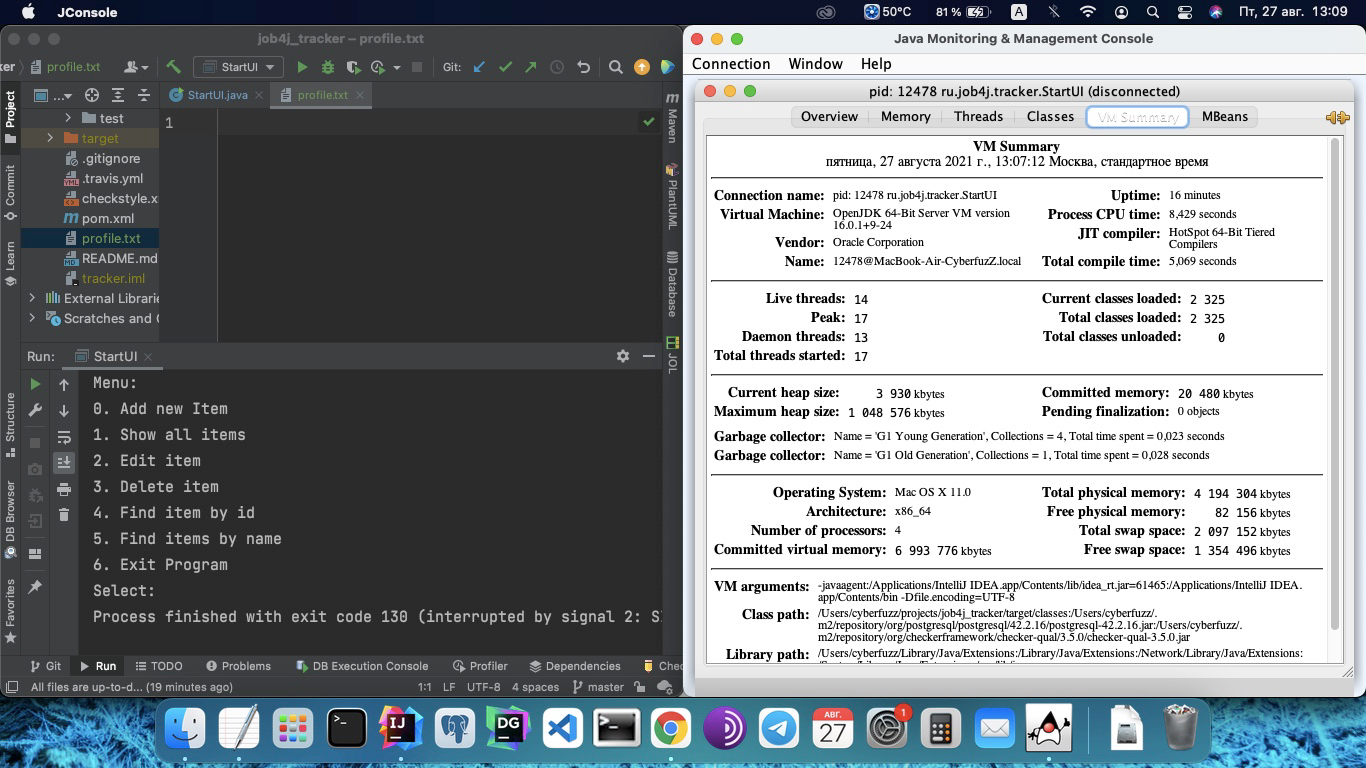 JConsole
50°C
81 %
A
Пт, 27 авг. 13:09
job4j_tracker – profile.txt
ker
profile.txt
StartUI
Git:
Project
Commit
Learn
Structure
DB Browser
Favorites
...
StartUI.java
profile.txt
1
test
target
.gitignore
.travis.yml
checkstyle.x
pom.xml
profile.txt
README.md
tracker.iml
External Librarie
Scratches and C
Maven
PlantUML
Database
JOL
Run:
StartUI
Menu:
0. Add new Item
1. Show all items
2. Edit item
3. Delete item
4. Find item by id
5. Find items by name
6. Exit Program
Select:
Process finished with exit code 130 (interrupted by signal 2: SI
Git
Run
TODO
Problems
DB Execution Console
Profiler
Dependencies
Chec
All files are up-to-d... (19 minutes ago)
1:1
LF
UTF-8
4 spaces
master
Java Monitoring & Management Console
Connection Window Help
pid: 12478 ru.job4j.tracker.StartUI (disconnected)
Overview
Memory
Threads
Classes
VM Summary
MBeans
VM Summary
пятница, 27 августа 2021 г., 13:07:12 Москва, стандартное время
Connection name: pid: 12478 ru.job4j.tracker.StartUI
Virtual Machine: OpenJDK 64-Bit Server VM version
16.0.1+9-24
Vendor: Oracle Corporation
Name: 12478@MacBook-Air-CyberfuzZ.local
Uptime: 16 minutes
Process CPU time: 8,429 seconds
JIT compiler: HotSpot 64-Bit Tiered
Compilers
Total compile time: 5,069 seconds
Live threads: 14
Peak: 17
Daemon threads: 13
Total threads started: 17
Current classes loaded: 2 325
Total classes loaded: 2 325
Total classes unloaded: 0
Current heap size: 3 930 kbytes
Maximum heap size: 1 048 576 kbytes
Committed memory: 20 480 kbytes
Pending finalization: 0 objects
Garbage collector: Name = 'G1 Young Generation', Collections = 4, Total time spent = 0,023 seconds
Garbage collector: Name = 'G1 Old Generation', Collections = 1, Total time spent = 0,028 seconds
Operating System: Mac OS X 11.0
Architecture: x86_64
Number of processors: 4
Committed virtual memory: 6 993 776 kbytes
Total physical memory: 4 194 304 kbytes
Free physical memory: 82 156 kbytes
Total swap space: 2 097 152 kbytes
Free swap space: 1 354 496 kbytes
VM arguments: -javaagent:/Applications/IntelliJ IDEA.app/Contents/lib/idea_rt.jar=61465:/Applications/IntelliJ IDEA.
app/Contents/bin -Dfile.encoding=UTF-8
Class path: /Users/cyberfuzz/projects/job4j_tracker/target/classes:/Users/cyberfuzz/.
m2/repository/org/postgresql/postgresql/42.2.16/postgresql-42.2.16.jar:/Users/cyberfuzz/.
m2/repository/org/checkerframework/checker-qual/3.5.0/checker-qual-3.5.0.jar
Library path: /Users/cyberfuzz/Library/Java/Extensions:/Library/Java/Extensions:/Network/Library/Java/Extensions:
IJ
DG
АВГ.
27
1